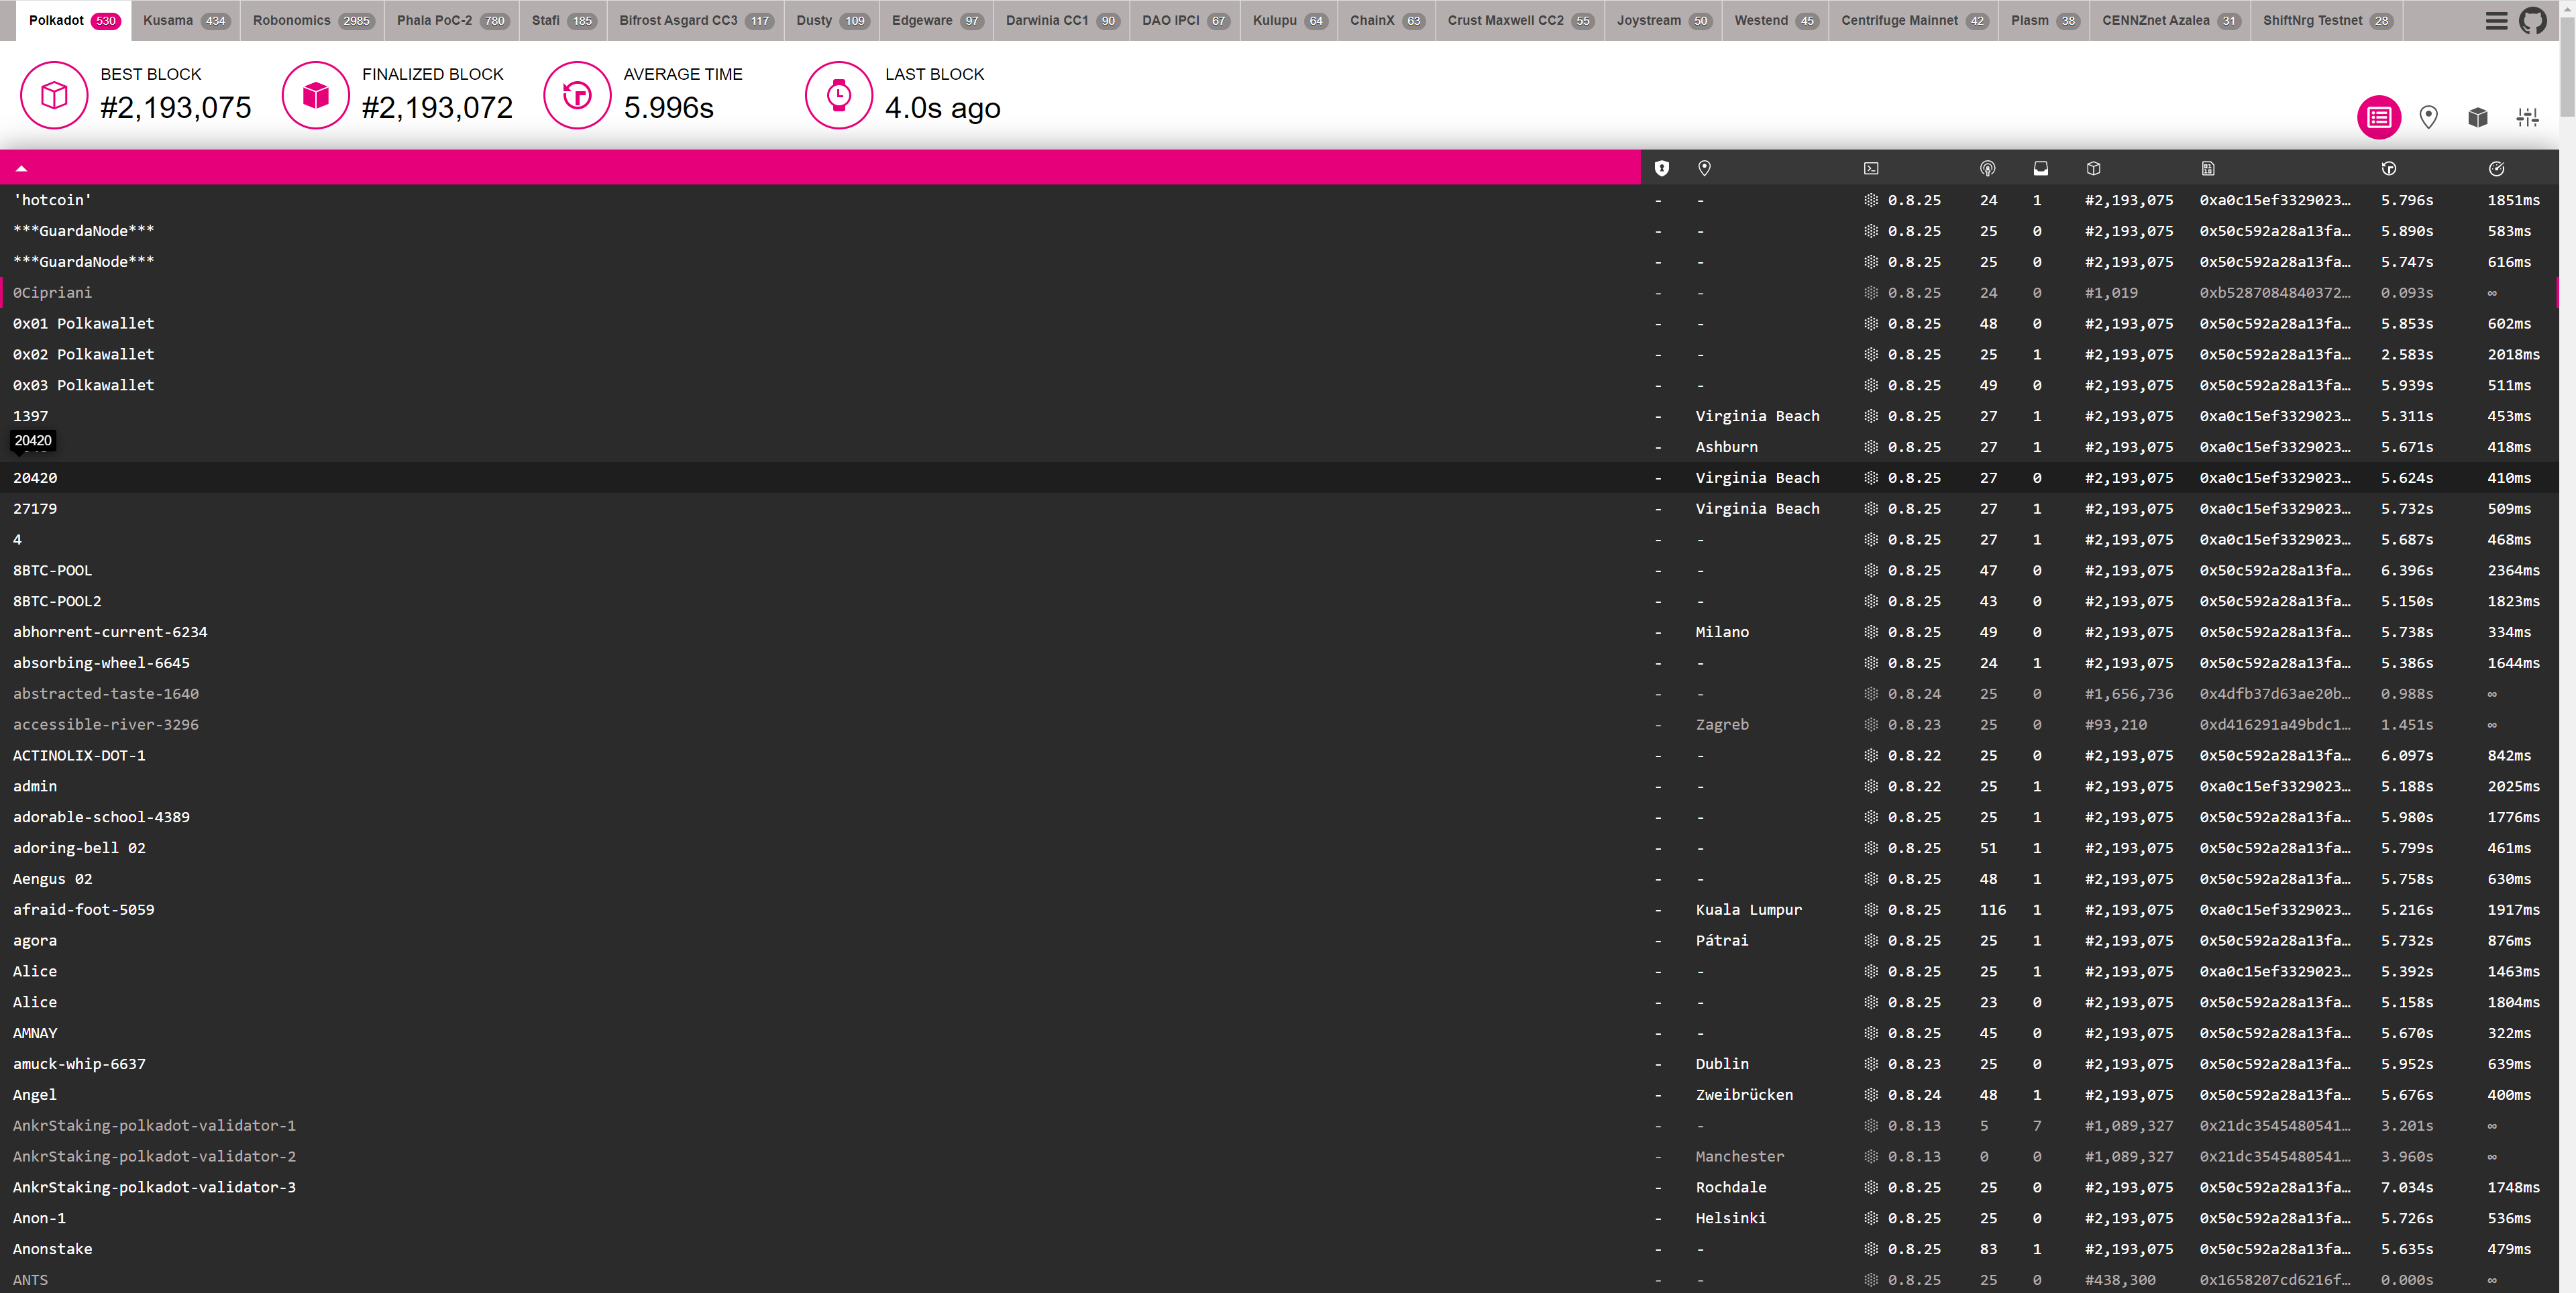 Polkadot 530 Kusama 434 Robonomics 2985 Phala PoC-2 780 Stafi 185 Bifrost Asgard CC3 117 Dusty 109 Edgeware 97 Darwinia CC1 90 DAO IPCI 67 Kulupu 64 ChainX 63 Crust Maxwell CC2 55 Joystream 50 Westend 45 Centrifuge Mainnet 42 Plasm 38 CENNZnet Azalea 31 ShiftNrg Testnet 28
BEST BLOCK
#2,193,075
FINALIZED BLOCK
#2,193,072
AVERAGE TIME
5.996s
LAST BLOCK
4.0s ago
'hotcoin' - - 0.8.25 24 1 #2,193,075 0xa0c15ef3329023… 5.796s 1851ms
***GuardaNode*** - - 0.8.25 25 0 #2,193,075 0x50c592a28a13fa… 5.890s 583ms
***GuardaNode*** - - 0.8.25 25 0 #2,193,075 0x50c592a28a13fa… 5.747s 616ms
0Cipriani - - 0.8.25 24 0 #1,019 0xb5287084840372… 0.093s ∞
0x01 Polkawallet - - 0.8.25 48 0 #2,193,075 0x50c592a28a13fa… 5.853s 602ms
0x02 Polkawallet - - 0.8.25 25 1 #2,193,075 0x50c592a28a13fa… 2.583s 2018ms
0x03 Polkawallet - - 0.8.25 49 0 #2,193,075 0x50c592a28a13fa… 5.939s 511ms
1397 - Virginia Beach 0.8.25 27 1 #2,193,075 0xa0c15ef3329023… 5.311s 453ms
20420
- Ashburn 0.8.25 27 1 #2,193,075 0xa0c15ef3329023… 5.671s 418ms
20420 - Virginia Beach 0.8.25 27 0 #2,193,075 0xa0c15ef3329023… 5.624s 410ms
27179 - Virginia Beach 0.8.25 27 1 #2,193,075 0xa0c15ef3329023… 5.732s 509ms
4 - - 0.8.25 27 1 #2,193,075 0xa0c15ef3329023… 5.687s 468ms
8BTC-POOL - - 0.8.25 47 0 #2,193,075 0x50c592a28a13fa… 6.396s 2364ms
8BTC-POOL2 - - 0.8.25 43 0 #2,193,075 0x50c592a28a13fa… 5.150s 1823ms
abhorrent-current-6234 - Milano 0.8.25 49 0 #2,193,075 0x50c592a28a13fa… 5.738s 334ms
absorbing-wheel-6645 - - 0.8.25 24 1 #2,193,075 0x50c592a28a13fa… 5.386s 1644ms
abstracted-taste-1640 - - 0.8.24 25 0 #1,656,736 0x4dfb37d63ae20b… 0.988s ∞
accessible-river-3296 - Zagreb 0.8.23 25 0 #93,210 0xd416291a49bdc1… 1.451s ∞
ACTINOLIX-DOT-1 - - 0.8.22 25 0 #2,193,075 0x50c592a28a13fa… 6.097s 842ms
admin - - 0.8.22 25 1 #2,193,075 0xa0c15ef3329023… 5.188s 2025ms
adorable-school-4389 - - 0.8.25 25 1 #2,193,075 0xa0c15ef3329023… 5.980s 1776ms
adoring-bell 02 - - 0.8.25 51 1 #2,193,075 0xa0c15ef3329023… 5.799s 461ms
Aengus 02 - - 0.8.25 48 1 #2,193,075 0xa0c15ef3329023… 5.758s 630ms
afraid-foot-5059 - Kuala Lumpur 0.8.25 116 1 #2,193,075 0xa0c15ef3329023… 5.216s 1917ms
agora - Pátrai 0.8.25 25 1 #2,193,075 0xa0c15ef3329023… 5.732s 876ms
Alice - - 0.8.25 25 1 #2,193,075 0xa0c15ef3329023… 5.392s 1463ms
Alice - - 0.8.25 23 0 #2,193,075 0x50c592a28a13fa… 5.158s 1804ms
AMNAY - - 0.8.25 45 0 #2,193,075 0x50c592a28a13fa… 5.670s 322ms
amuck-whip-6637 - Dublin 0.8.23 25 0 #2,193,075 0x50c592a28a13fa… 5.952s 639ms
Angel - Zweibrücken 0.8.24 48 1 #2,193,075 0x50c592a28a13fa… 5.676s 400ms
AnkrStaking-polkadot-validator-1 - - 0.8.13 5 7 #1,089,327 0x21dc3545480541… 3.201s ∞
AnkrStaking-polkadot-validator-2 - Manchester 0.8.13 0 0 #1,089,327 0x21dc3545480541… 3.960s ∞
AnkrStaking-polkadot-validator-3 - Rochdale 0.8.25 25 0 #2,193,075 0x50c592a28a13fa… 7.034s 1748ms
Anon-1 - Helsinki 0.8.25 25 0 #2,193,075 0x50c592a28a13fa… 5.726s 536ms
Anonstake - - 0.8.25 83 1 #2,193,075 0x50c592a28a13fa… 5.635s 479ms
ANTS - - 0.8.25 25 0 #438,300 0x1658207cd6216f… 0.000s ∞